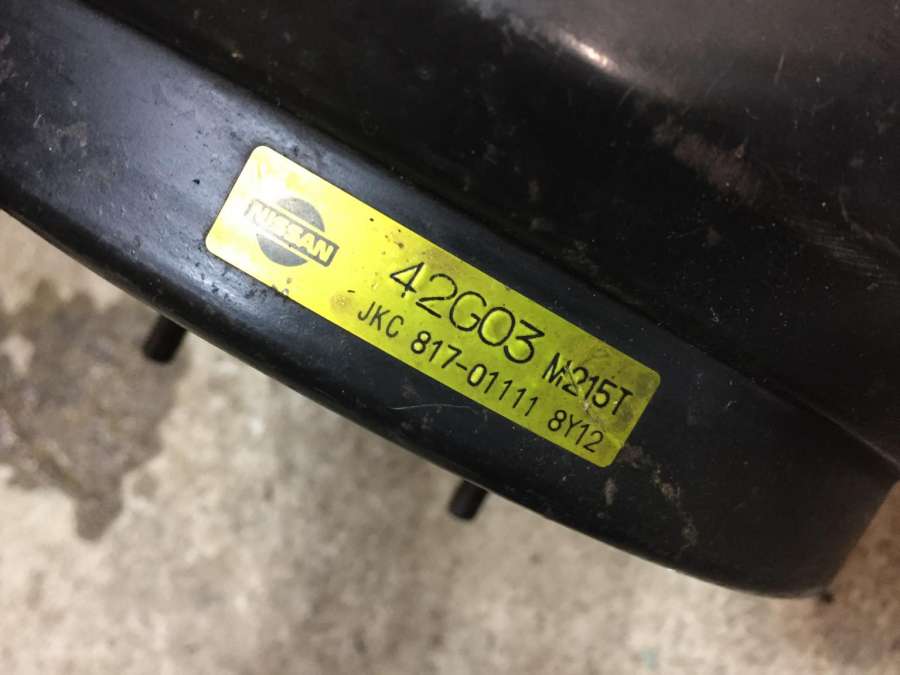 NISSAN
42G03 M215T
JKC 817-01111 8Y12